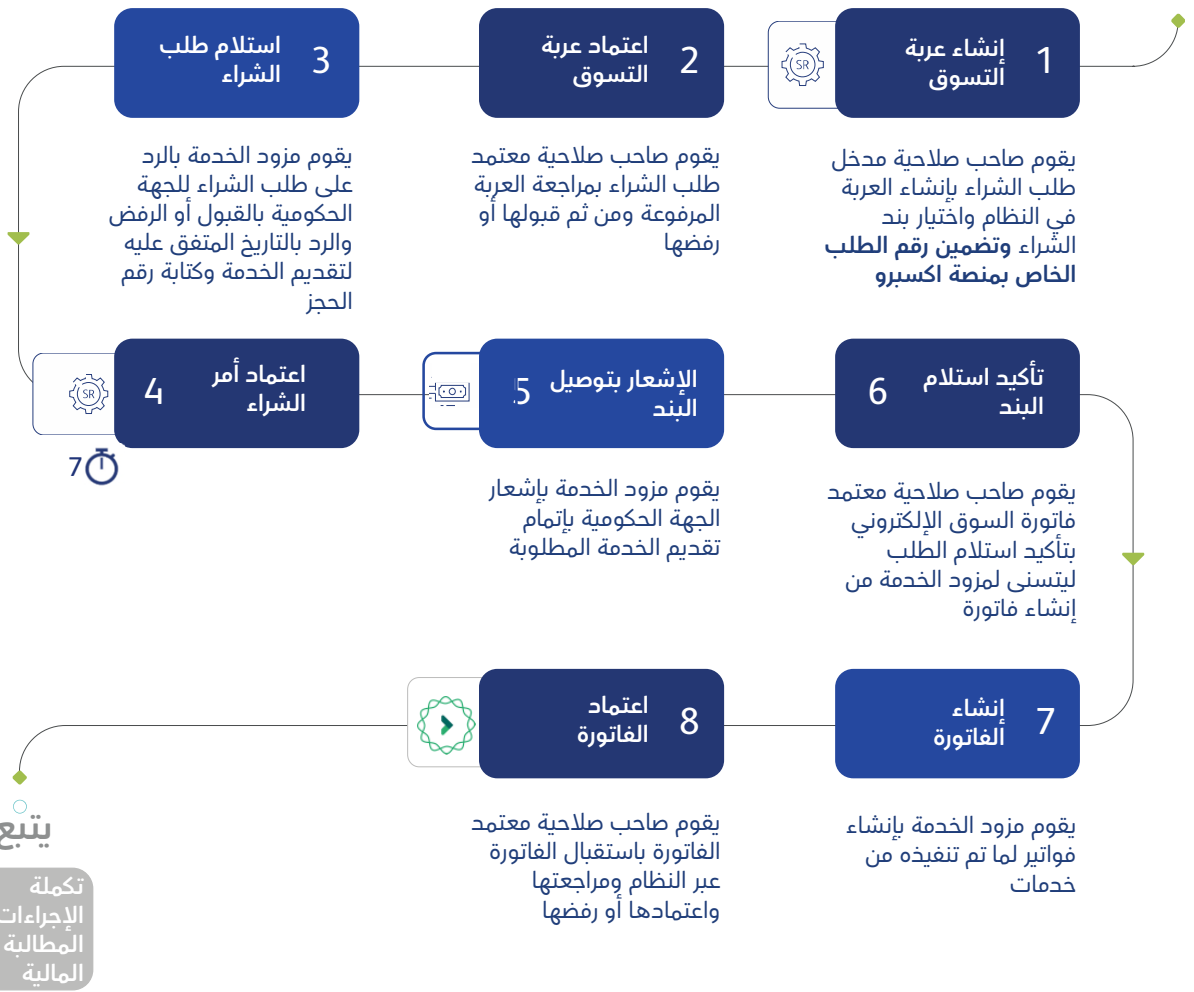 1
إنشاء عربة
التسوق
SR
يقوم صاحب صلاحية مدخل
طلب الشراء بإنشاء العربة
في النظام واختيار بند
الشراء وتضمين رقم الطلب
الخاص بمنصة اكسبرو
2
اعتماد عربة
التسوق
يقوم صاحب صلاحية معتمد
طلب الشراء بمراجعة العربة
المرفوعة ومن ثم قبولها أو
رفضها
3
استلام طلب
الشراء
يقوم مزود الخدمة بالرد
على طلب الشراء للجهة
الحكومية بالقبول أو الرفض
والرد بالتاريخ المتفق عليه
لتقديم الخدمة وكتابة رقم
الحجز
4
اعتماد أمر
الشراء
SR
7
5
الإشعار بتوصيل
البند
يقوم مزود الخدمة بإشعار
الجهة الحكومية بإتمام
تقديم الخدمة المطلوبة
6
تأكيد استلام
البند
يقوم صاحب صلاحية معتمد
فاتورة السوق الإلكتروني
بتأكيد استلام الطلب
ليتسنى لمزود الخدمة من
إنشاء فاتورة
7
إنشاء
الفاتورة
يقوم مزود الخدمة بإنشاء
فواتير لما تم تنفيذه من
خدمات
8
اعتماد
الفاتورة
يقوم صاحب صلاحية معتمد
الفاتورة باستقبال الفاتورة
عبر النظام ومراجعتها
واعتمادها أو رفضها
يتبع
تكملة
الإجراءات
المطالبة
المالية